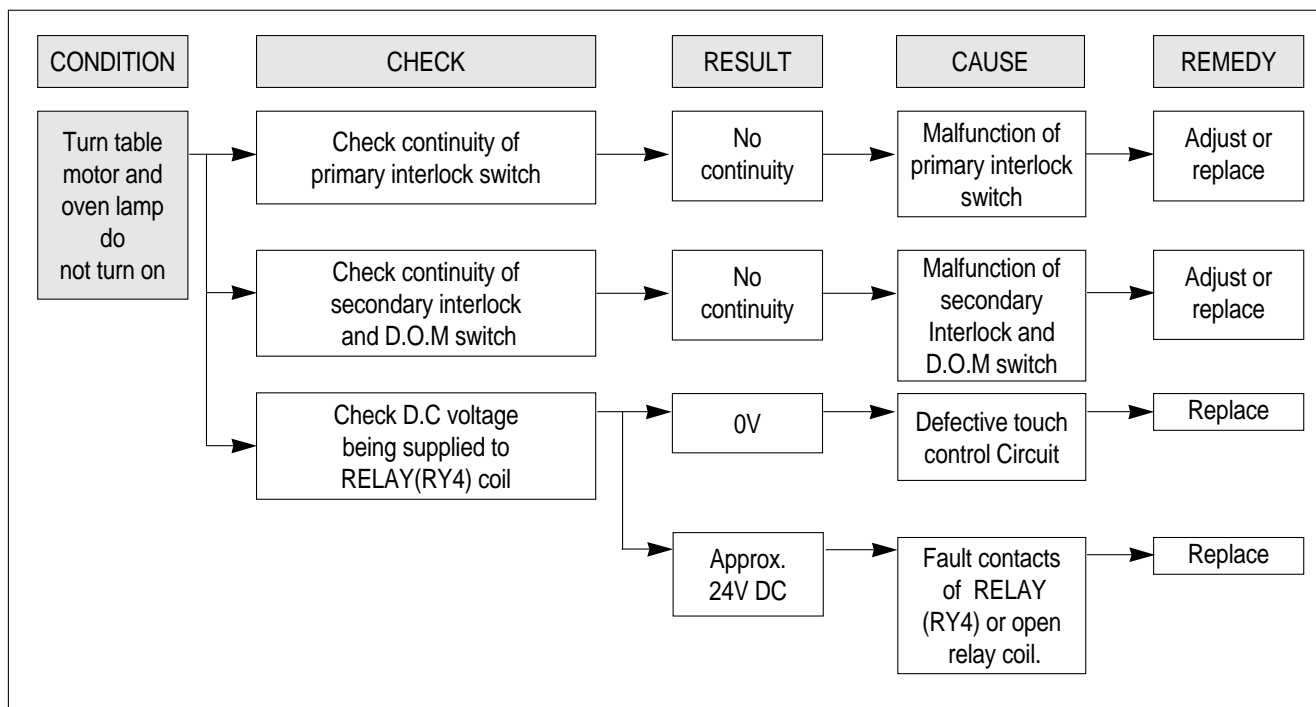 CONDITION
CHECK
RESULT
CAUSE
REMEDY
Turn table
motor and
oven lamp
do
not turn on
Check continuity of
primary interlock switch
No
continuity
Malfunction of
primary interlock
switch
Adjust or
replace
Check continuity of
secondary interlock
and D.O.M switch
No
continuity
Malfunction of
secondary
Interlock and
D.O.M switch
Adjust or
replace
Check D.C voltage
being supplied to
RELAY(RY4) coil
0V
Defective touch
control Circuit
Replace
Approx.
24V DC
Fault contacts
of RELAY
(RY4) or open
relay coil.
Replace